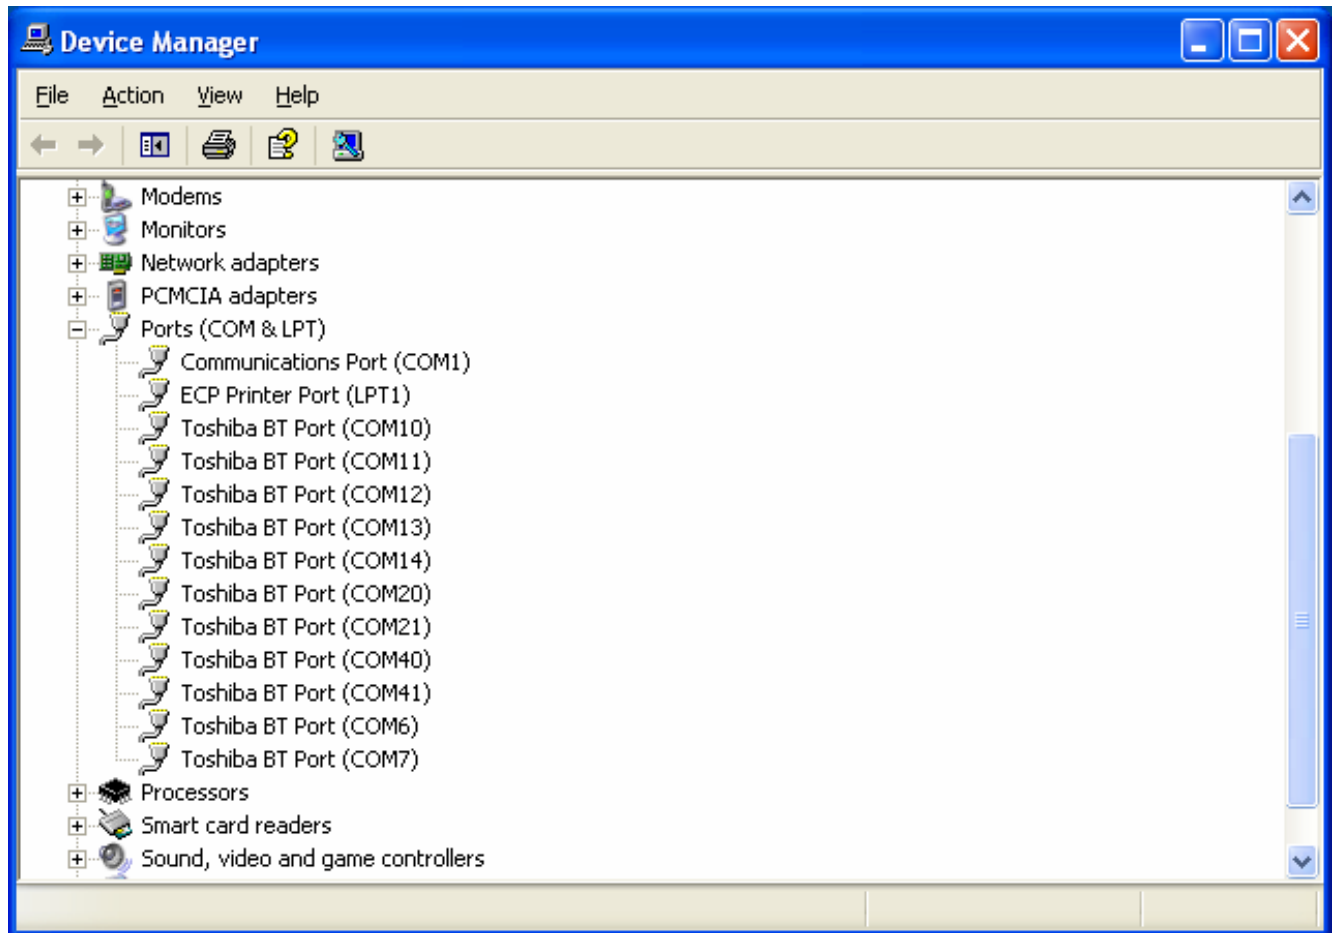 Device Manager
File Action View Help
Modems
Monitors
Network adapters
PCMCIA adapters
Ports (COM & LPT)
Communications Port (COM1)
ECP Printer Port (LPT1)
Toshiba BT Port (COM10)
Toshiba BT Port (COM11)
Toshiba BT Port (COM12)
Toshiba BT Port (COM13)
Toshiba BT Port (COM14)
Toshiba BT Port (COM20)
Toshiba BT Port (COM21)
Toshiba BT Port (COM40)
Toshiba BT Port (COM41)
Toshiba BT Port (COM6)
Toshiba BT Port (COM7)
Processors
Smart card readers
Sound, video and game controllers